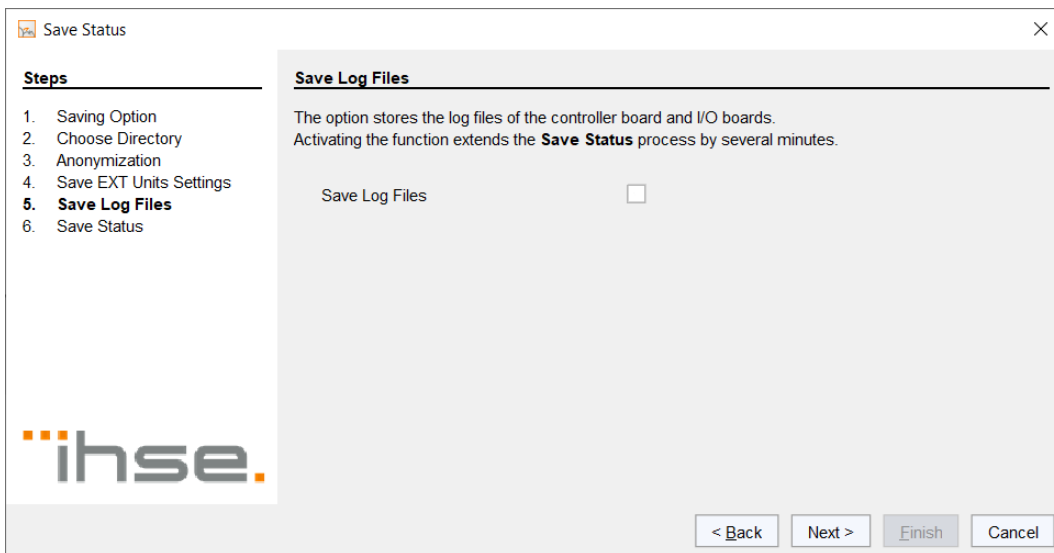 Save Status
Steps
1. Saving Option
2. Choose Directory
3. Anonymization
4. Save EXT Units Settings
5. Save Log Files
6. Save Status
Save Log Files
The option stores the log files of the controller board and I/O boards.
Activating the function extends the Save Status process by several minutes.
Save Log Files
ihse.
< Back
Next >
Finish
Cancel